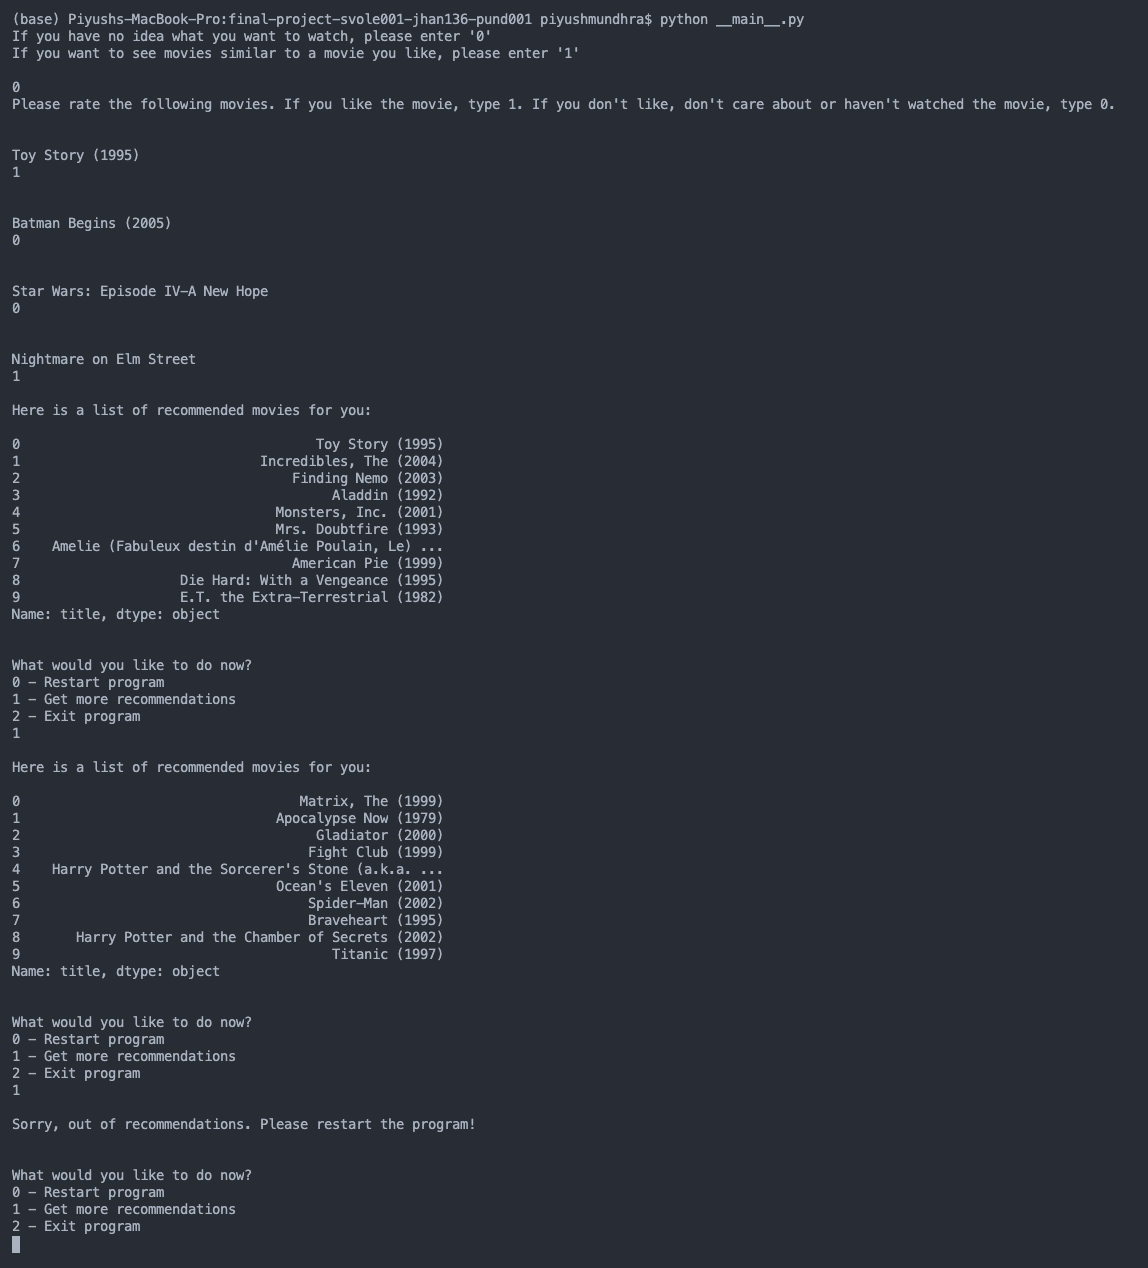 (base) Piyushs-MacBook-Pro:final-project-svole001-jhan136-pund001 piyushmundhra$ python __main__.py
If you have no idea what you want to watch, please enter '0'
If you want to see movies similar to a movie you like, please enter '1'
0
Please rate the following movies. If you like the movie, type 1. If you don't like, don't care about or haven't watched the movie, type 0.
Toy Story (1995)
1
Batman Begins (2005)
0
Star Wars: Episode IV-A New Hope
0
Nightmare on Elm Street
1
Here is a list of recommended movies for you:
0 Toy Story (1995)
1 Incredibles, The (2004)
2 Finding Nemo (2003)
3 Aladdin (1992)
4 Monsters, Inc. (2001)
5 Mrs. Doubtfire (1993)
6 Amelie (Fabuleux destin d'Amélie Poulain, Le) ...
7 American Pie (1999)
8 Die Hard: With a Vengeance (1995)
9 E.T. the Extra-Terrestrial (1982)
Name: title, dtype: object
What would you like to do now?
0 - Restart program
1 - Get more recommendations
2 - Exit program
1
Here is a list of recommended movies for you:
0 Matrix, The (1999)
1 Apocalypse Now (1979)
2 Gladiator (2000)
3 Fight Club (1999)
4 Harry Potter and the Sorcerer's Stone (a.k.a. ...
5 Ocean's Eleven (2001)
6 Spider-Man (2002)
7 Braveheart (1995)
8 Harry Potter and the Chamber of Secrets (2002)
9 Titanic (1997)
Name: title, dtype: object
What would you like to do now?
0 - Restart program
1 - Get more recommendations
2 - Exit program
1
Sorry, out of recommendations. Please restart the program!
What would you like to do now?
0 - Restart program
1 - Get more recommendations
2 - Exit program